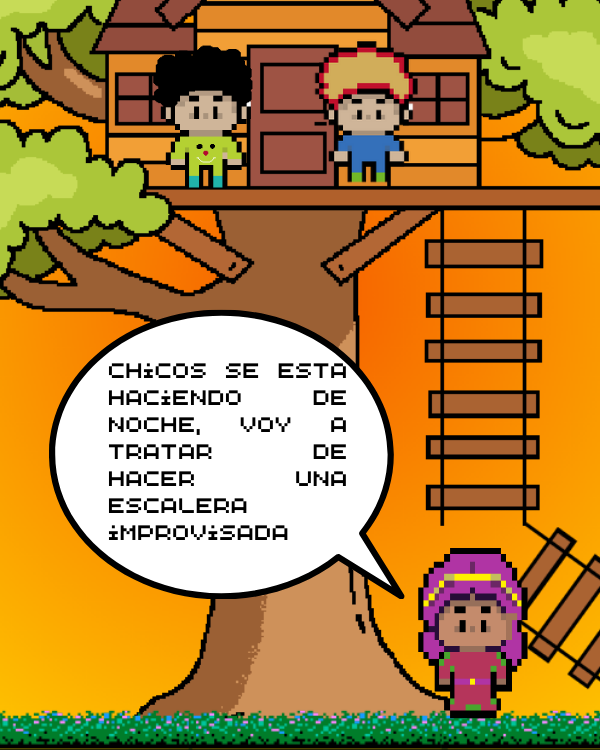 CHiCOS SE ESTA
HACiENDO DE
NOCHE, VOY A
TRATAR DE
HACER UNA
ESCALERA
iMPROViSADA